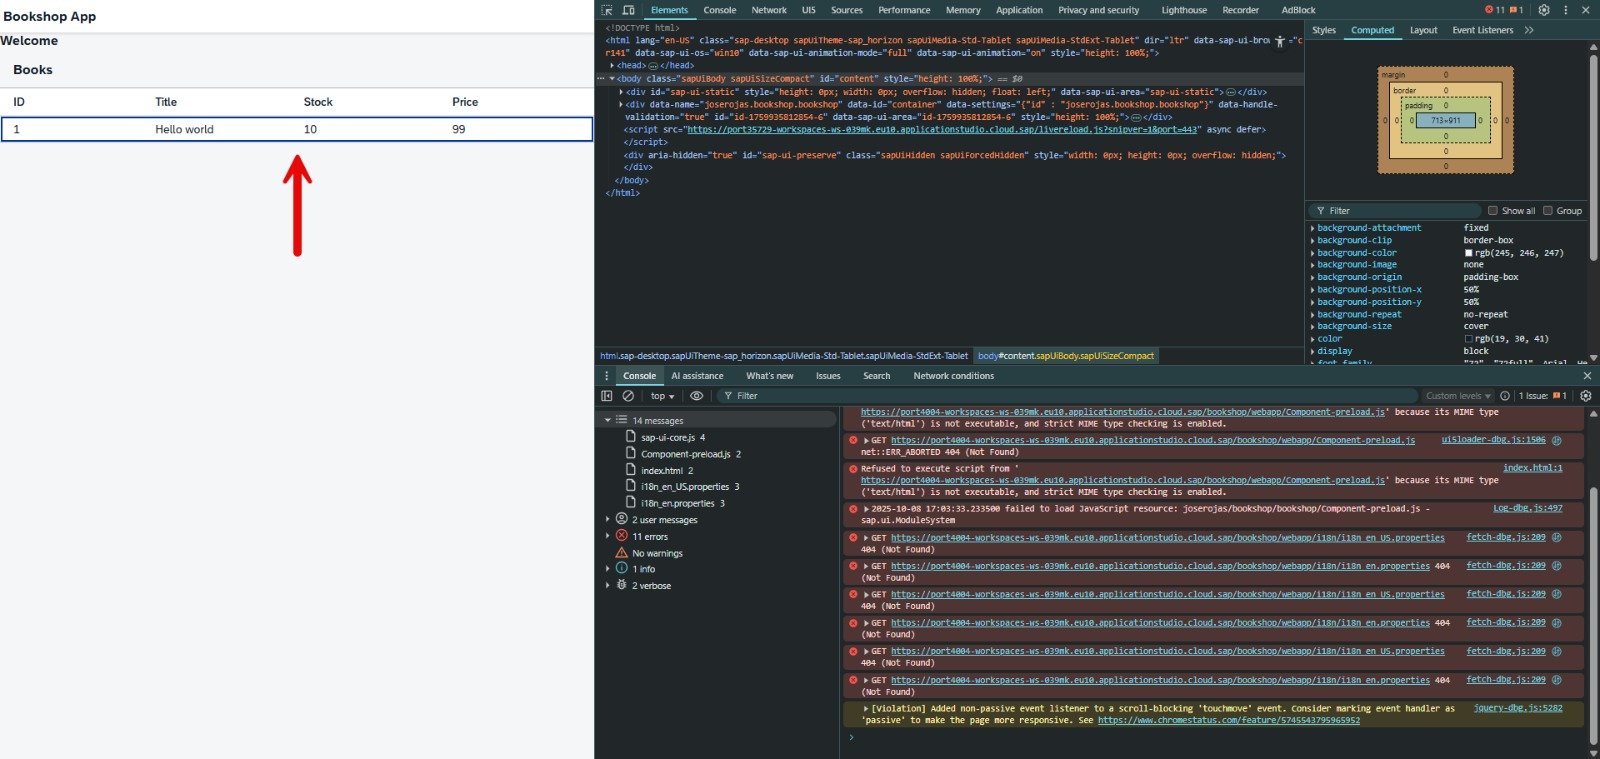 Bookshop App
Welcome
Books
ID Title Stock Price
1 Hello world 10 99
Elements Console Network UI5 Sources Performance Memory Application Privacy and security Lighthouse Recorder AdBlock 11 1
<!DOCTYPE html>
<html lang="en-US" class="sap-desktop sapUiTheme-sap_horizon sapUiMedia-Std-Tablet sapUiMedia-StdExt-Tablet" dir="ltr" data-sap-ui-brow ="c
r141" data-sap-ui-os="win10" data-sap-ui-animation-mode="full" data-sap-ui-animation="on" style="height: 100%;">
<head> </head>
<body class="sapUiBody sapUiSizeCompact" id="content" style="height: 100%;"> == $0
<div id="sap-ui-static" style="height: 0px; width: 0px; overflow: hidden; float: left;" data-sap-ui-area="sap-ui-static"> </div>
<div data-name="joserojas.bookshop.bookshop" data-id="container" data-settings="{"id" : "joserojas.bookshop.bookshop"}" data-handle-
validation="true" id="id-1759935812854-6" data-sap-ui-area="id-1759935812854-6" style="height: 100%;"> </div>
<script src="https://port35729-workspaces-ws-039mk.eu10.applicationstudio.cloud.sap/livereload.js?snipver=1&port=443" async defer>
</script>
<div aria-hidden="true" id="sap-ui-preserve" class="sapUiHidden sapUiForcedHidden" style="width: 0px; height: 0px; overflow: hidden;">
</div>
</body>
</html>
html.sap-desktop.sapUiTheme-sap_horizon.sapUiMedia-Std-Tablet.sapUiMedia-StdExt-Tablet body#content.sapUiBody.sapUiSizeCompact
Styles Computed Layout Event Listeners
margin 0
border 0
padding 0
0 0 0 713×911 0 0 0
0
0
0
Filter Show all Group
background-attachment fixed
background-clip border-box
background-color rgb(245, 246, 247)
background-image none
background-origin padding-box
background-position-x 50%
background-position-y 50%
background-repeat no-repeat
background-size cover
color rgb(19, 30, 41)
display block
Console AI assistance What's new Issues Search Network conditions
top Filter Custom levels 1 Issue: 1
14 messages
sap-ui-core.js 4
Component-preload.js 2
index.html 2
i18n_en_US.properties 3
i18n_en.properties 3
2 user messages
11 errors
No warnings
1 info
2 verbose
https://port4004-workspaces-ws-039mk.eu10.applicationstudio.cloud.sap/bookshop/webapp/Component-preload.js' because its MIME type
('text/html') is not executable, and strict MIME type checking is enabled.
GET https://port4004-workspaces-ws-039mk.eu10.applicationstudio.cloud.sap/bookshop/webapp/Component-preload.js ui5loader-dbg.js:1506
net::ERR_ABORTED 404 (Not Found)
Refused to execute script from ' index.html:1
https://port4004-workspaces-ws-039mk.eu10.applicationstudio.cloud.sap/bookshop/webapp/Component-preload.js' because its MIME type
('text/html') is not executable, and strict MIME type checking is enabled.
2025-10-08 17:03:33.233500 failed to load JavaScript resource: joserojas/bookshop/bookshop/Component-preload.js - Log-dbg.js:497
sap.ui.ModuleSystem
GET https://port4004-workspaces-ws-039mk.eu10.applicationstudio.cloud.sap/bookshop/webapp/i18n/i18n_en_US.properties fetch-dbg.js:209
404 (Not Found)
GET https://port4004-workspaces-ws-039mk.eu10.applicationstudio.cloud.sap/bookshop/webapp/i18n/i18n_en.properties 404 fetch-dbg.js:209
(Not Found)
GET https://port4004-workspaces-ws-039mk.eu10.applicationstudio.cloud.sap/bookshop/webapp/i18n/i18n_en_US.properties fetch-dbg.js:209
404 (Not Found)
GET https://port4004-workspaces-ws-039mk.eu10.applicationstudio.cloud.sap/bookshop/webapp/i18n/i18n_en.properties 404 fetch-dbg.js:209
(Not Found)
GET https://port4004-workspaces-ws-039mk.eu10.applicationstudio.cloud.sap/bookshop/webapp/i18n/i18n_en_US.properties fetch-dbg.js:209
404 (Not Found)
GET https://port4004-workspaces-ws-039mk.eu10.applicationstudio.cloud.sap/bookshop/webapp/i18n/i18n_en.properties 404 fetch-dbg.js:209
(Not Found)
[Violation] Added non-passive event listener to a scroll-blocking 'touchmove' event. Consider marking event handler as jquery-dbg.js:5282
'passive' to make the page more responsive. See https://www.chromestatus.com/feature/5745543795965952